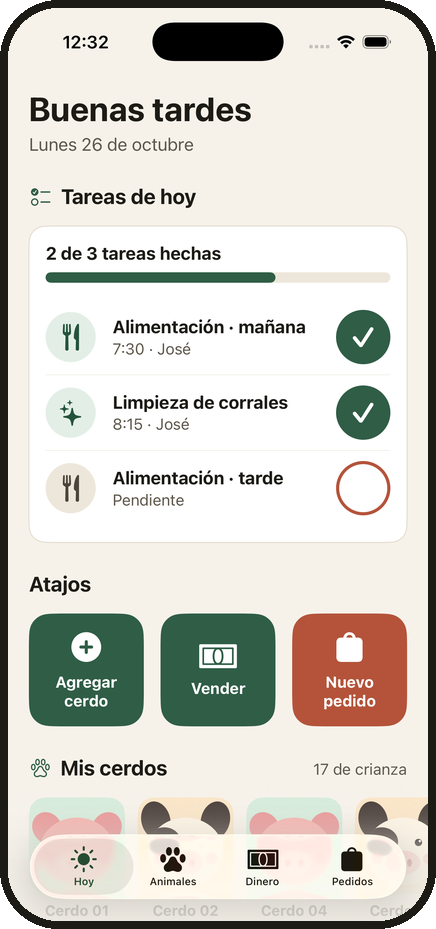 12:32
Buenas tardes
Lunes 26 de octubre
Tareas de hoy
2 de 3 tareas hechas
Alimentación · mañana
7:30 · José
Limpieza de corrales
8:15 · José
Alimentación · tarde
Pendiente
Atajos
Agregar
cerdo
Vender
Nuevo
pedido
Mis cerdos
17 de crianza
Hoy
Animales
Dinero
Pedidos
Cerdo 01
Cerdo 02
Cerdo 04